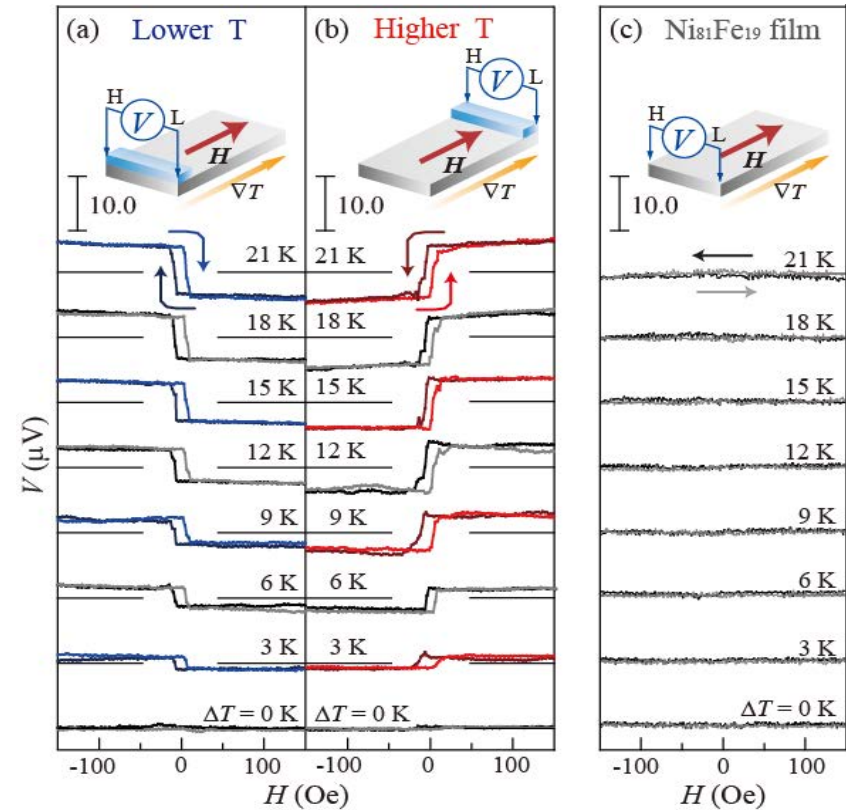 (a) Lower T
H
V
L
H
∇T
10.0
21 K
18 K
15 K
12 K
9 K
6 K
3 K
ΔT = 0 K
-100 0 100
H (Oe)
V (μV)
(b) Higher T
H
V
L
H
∇T
10.0
21 K
18 K
15 K
12 K
9 K
6 K
3 K
ΔT = 0 K
-100 0 100
H (Oe)
(c) Ni₈₁Fe₁₉ film
H
V
L
H
∇T
10.0
21 K
18 K
15 K
12 K
9 K
6 K
3 K
ΔT = 0 K
-100 0 100
H (Oe)